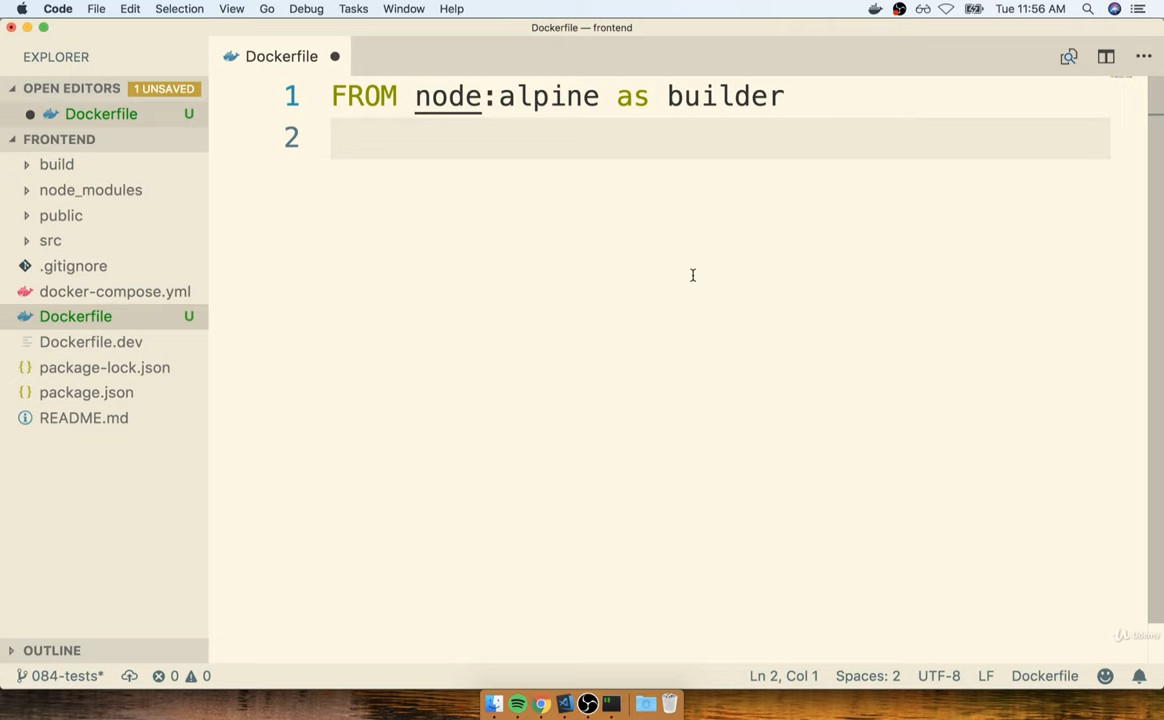 Code File Edit Selection View Go Debug Tasks Window Help Tue 11:56 AM
Dockerfile — frontend
EXPLORER
Dockerfile
OPEN EDITORS 1 UNSAVED
Dockerfile U
FRONTEND
build
node_modules
public
src
.gitignore
docker-compose.yml
Dockerfile U
Dockerfile.dev
package-lock.json
package.json
README.md
1 FROM node:alpine as builder
2
Udemy
OUTLINE
084-tests* 0 0 Ln 2, Col 1 Spaces: 2 UTF-8 LF Dockerfile